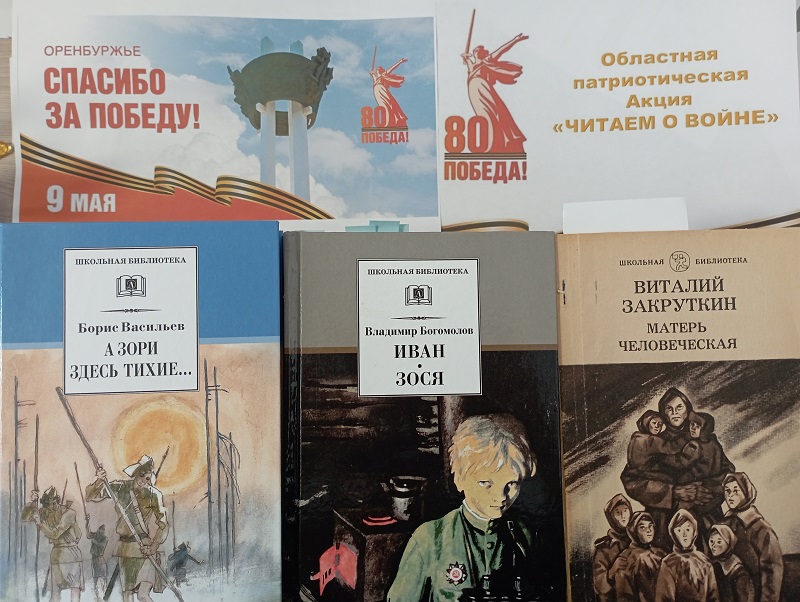 ОРЕНБУРЖЬЕ
СПАСИБО
ЗА ПОБЕДУ!
80
ПОБЕДА!
9 МАЯ
80
ПОБЕДА!
Областная
патриотическая
Акция
«ЧИТАЕМ О ВОЙНЕ»
ШКОЛЬНАЯ БИБЛИОТЕКА
Борис Васильев
А ЗОРИ
ЗДЕСЬ ТИХИЕ...
ШКОЛЬНАЯ БИБЛИОТЕКА
Владимир Богомолов
ИВАН
•
ЗОСЯ
ШКОЛЬНАЯ БИБЛИОТЕКА
ВИТАЛИЙ
ЗАКРУТКИН
МАТЕРЬ
ЧЕЛОВЕЧЕСКАЯ